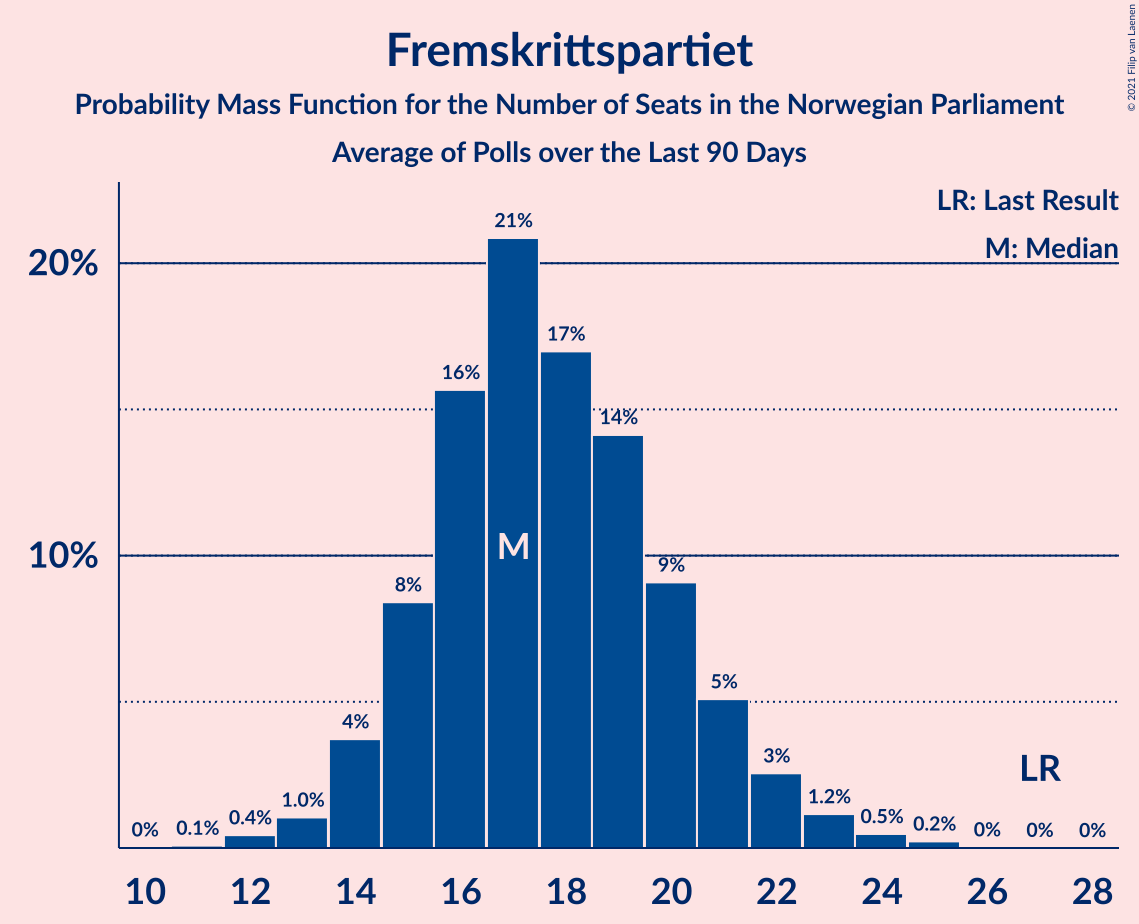 Fremskrittspartiet
Probability Mass Function for the Number of Seats in the Norwegian Parliament
Average of Polls over the Last 90 Days
© 2021 Filip van Laenen
LR: Last Result
M: Median
20%
10%
0%
0.1%
0.4%
1.0%
4%
8%
16%
21%
17%
14%
9%
5%
3%
1.2%
0.5%
0.2%
0%
0%
0%
M
LR
10 12 14 16 18 20 22 24 26 28